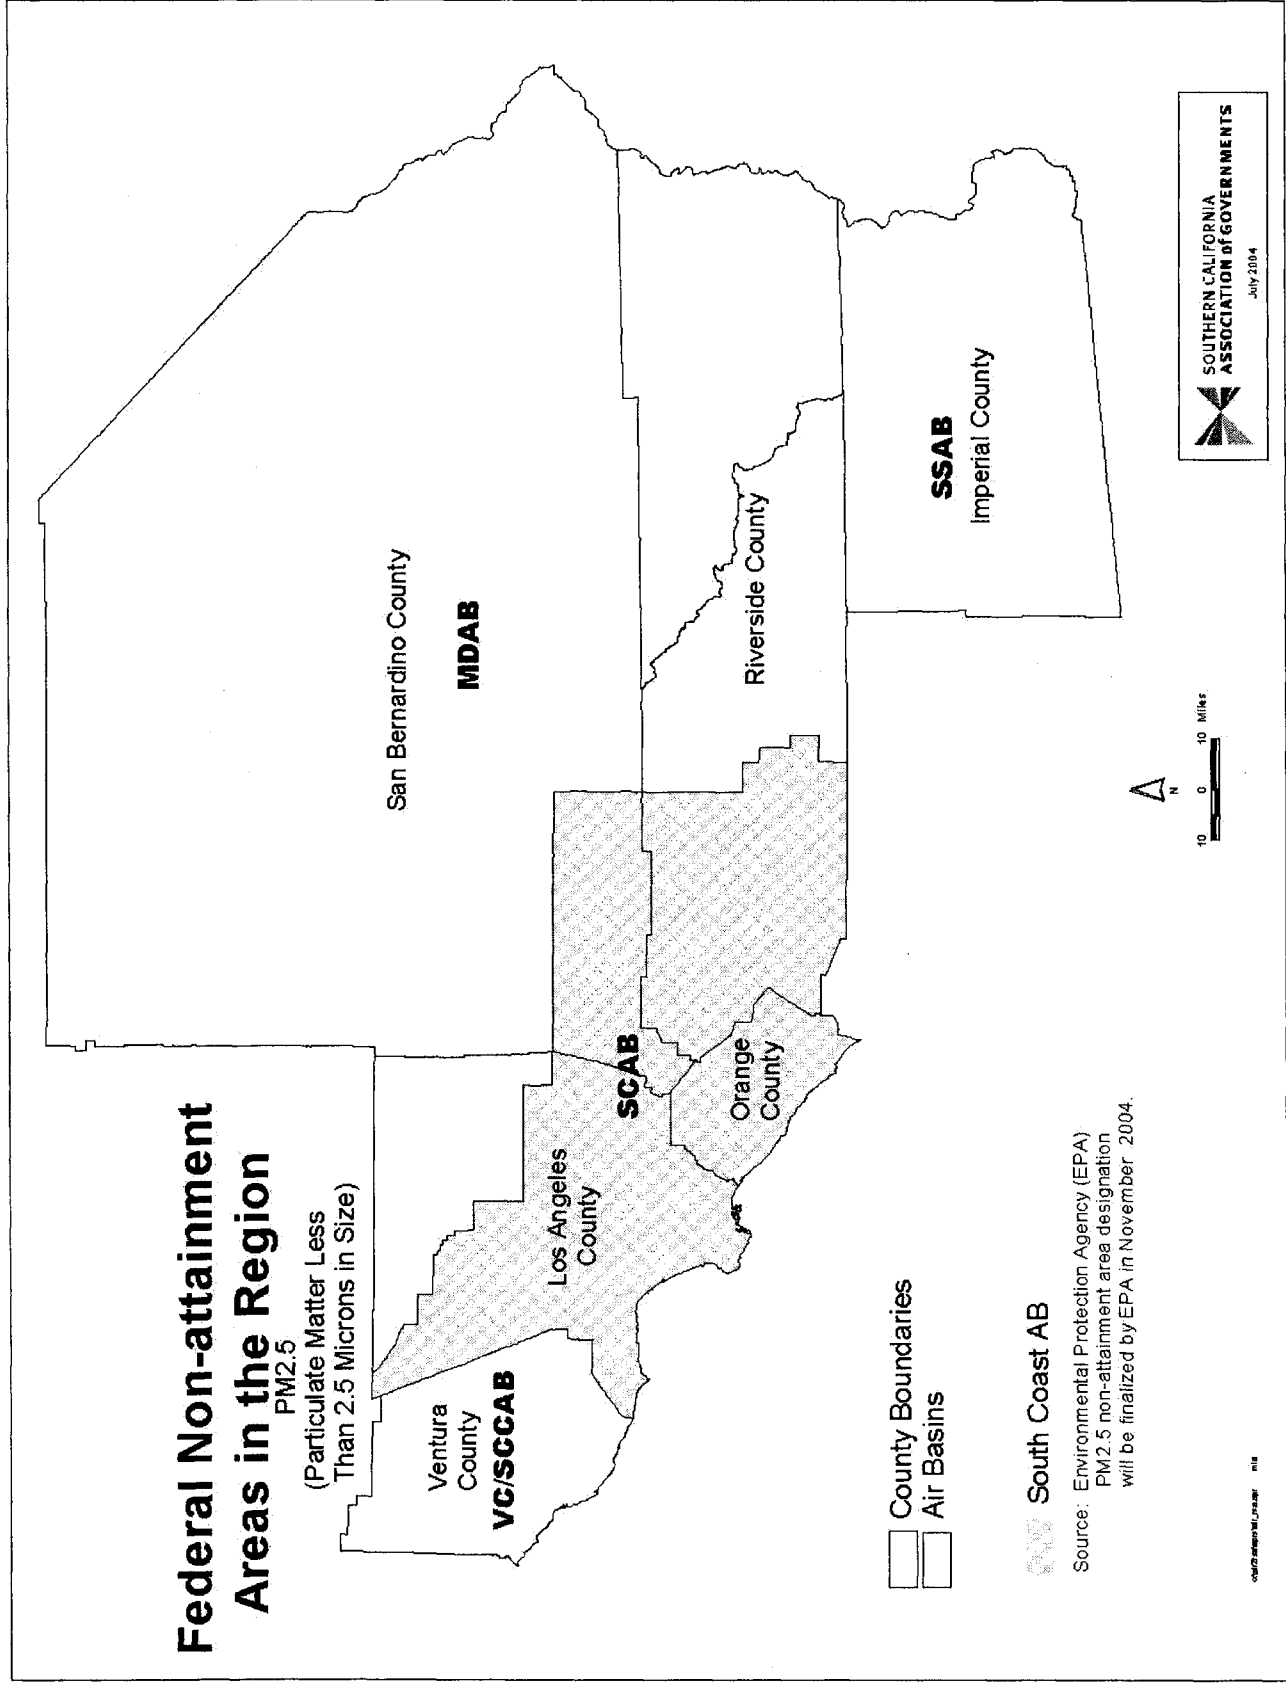 Federal Non-attainment
Areas in the Region
PM2.5
(Particulate Matter Less
Than 2.5 Microns in Size)
San Bernardino County
MDAB
Ventura
County
VC/SCCAB
Los Angeles
County
SCAB
Orange
County
Riverside County
SSAB
Imperial County
County Boundaries
Air Basins
South Coast AB
Source: Environmental Protection Agency (EPA)
PM2.5 non-attainment area designation
will be finalized by EPA in November 2004.
N
10 0 10 Miles
SOUTHERN CALIFORNIA
ASSOCIATION of GOVERNMENTS
July 2004